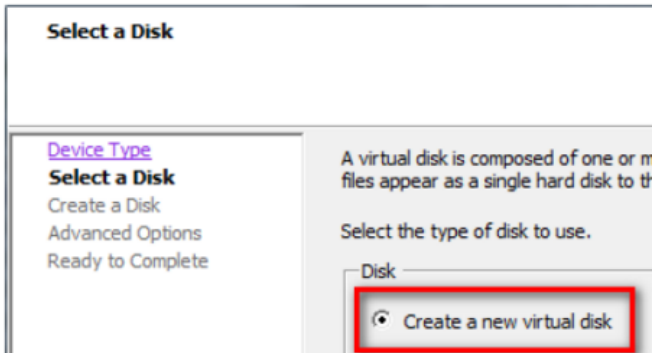 Select a Disk
Device Type
Select a Disk
Create a Disk
Advanced Options
Ready to Complete
A virtual disk is composed of one or
files appear as a single hard disk to
Select the type of disk to use.
Disk
Create a new virtual disk